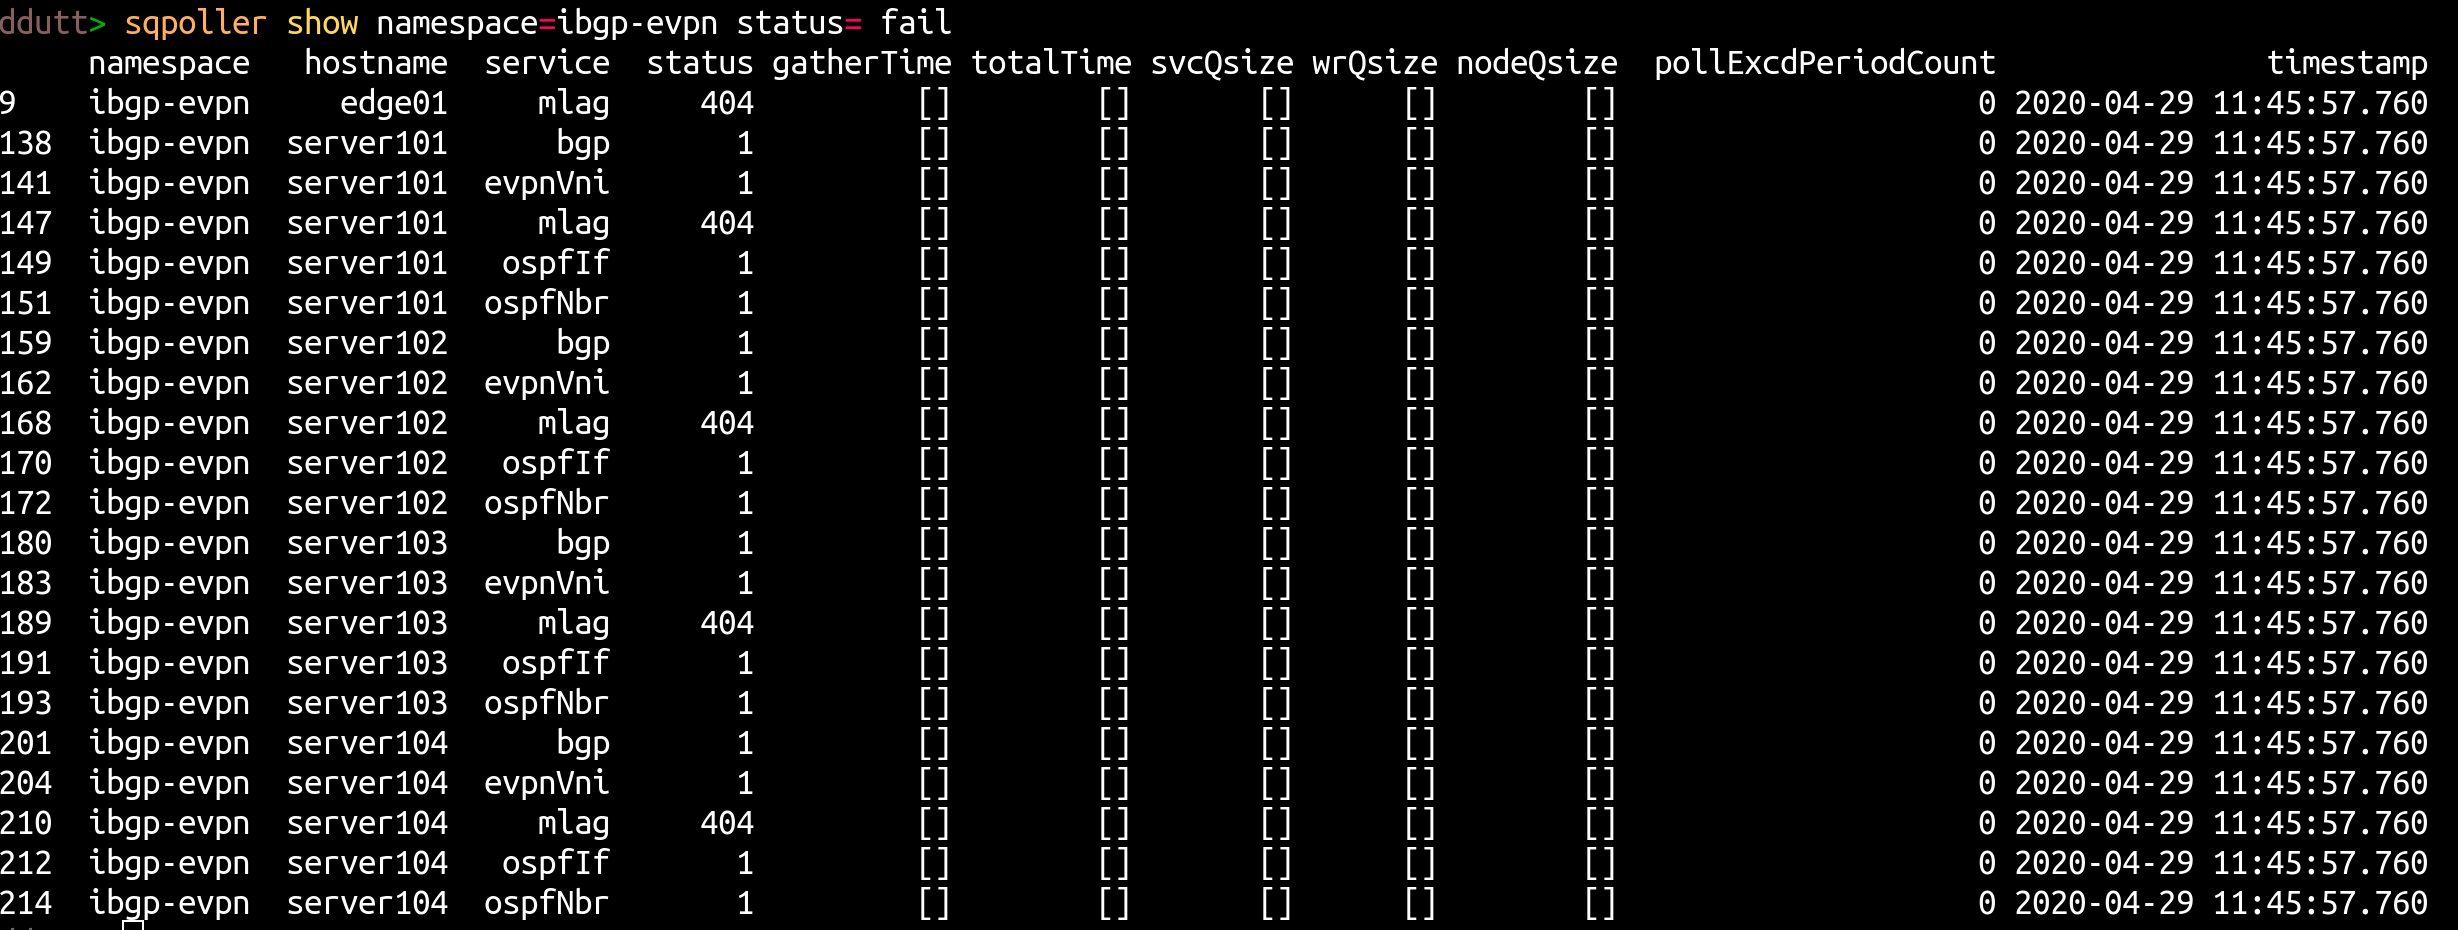 ddutt> sqpoller show namespace=ibgp-evpn status= fail
namespace hostname service status gatherTime totalTime svcQsize wrQsize nodeQsize pollExcdPeriodCount timestamp
9 ibgp-evpn edge01 mlag 404 [] [] [] [] [] 0 2020-04-29 11:45:57.760
138 ibgp-evpn server101 bgp 1 [] [] [] [] [] 0 2020-04-29 11:45:57.760
141 ibgp-evpn server101 evpnVni 1 [] [] [] [] [] 0 2020-04-29 11:45:57.760
147 ibgp-evpn server101 mlag 404 [] [] [] [] [] 0 2020-04-29 11:45:57.760
149 ibgp-evpn server101 ospfIf 1 [] [] [] [] [] 0 2020-04-29 11:45:57.760
151 ibgp-evpn server101 ospfNbr 1 [] [] [] [] [] 0 2020-04-29 11:45:57.760
159 ibgp-evpn server102 bgp 1 [] [] [] [] [] 0 2020-04-29 11:45:57.760
162 ibgp-evpn server102 evpnVni 1 [] [] [] [] [] 0 2020-04-29 11:45:57.760
168 ibgp-evpn server102 mlag 404 [] [] [] [] [] 0 2020-04-29 11:45:57.760
170 ibgp-evpn server102 ospfIf 1 [] [] [] [] [] 0 2020-04-29 11:45:57.760
172 ibgp-evpn server102 ospfNbr 1 [] [] [] [] [] 0 2020-04-29 11:45:57.760
180 ibgp-evpn server103 bgp 1 [] [] [] [] [] 0 2020-04-29 11:45:57.760
183 ibgp-evpn server103 evpnVni 1 [] [] [] [] [] 0 2020-04-29 11:45:57.760
189 ibgp-evpn server103 mlag 404 [] [] [] [] [] 0 2020-04-29 11:45:57.760
191 ibgp-evpn server103 ospfIf 1 [] [] [] [] [] 0 2020-04-29 11:45:57.760
193 ibgp-evpn server103 ospfNbr 1 [] [] [] [] [] 0 2020-04-29 11:45:57.760
201 ibgp-evpn server104 bgp 1 [] [] [] [] [] 0 2020-04-29 11:45:57.760
204 ibgp-evpn server104 evpnVni 1 [] [] [] [] [] 0 2020-04-29 11:45:57.760
210 ibgp-evpn server104 mlag 404 [] [] [] [] [] 0 2020-04-29 11:45:57.760
212 ibgp-evpn server104 ospfIf 1 [] [] [] [] [] 0 2020-04-29 11:45:57.760
214 ibgp-evpn server104 ospfNbr 1 [] [] [] [] [] 0 2020-04-29 11:45:57.760